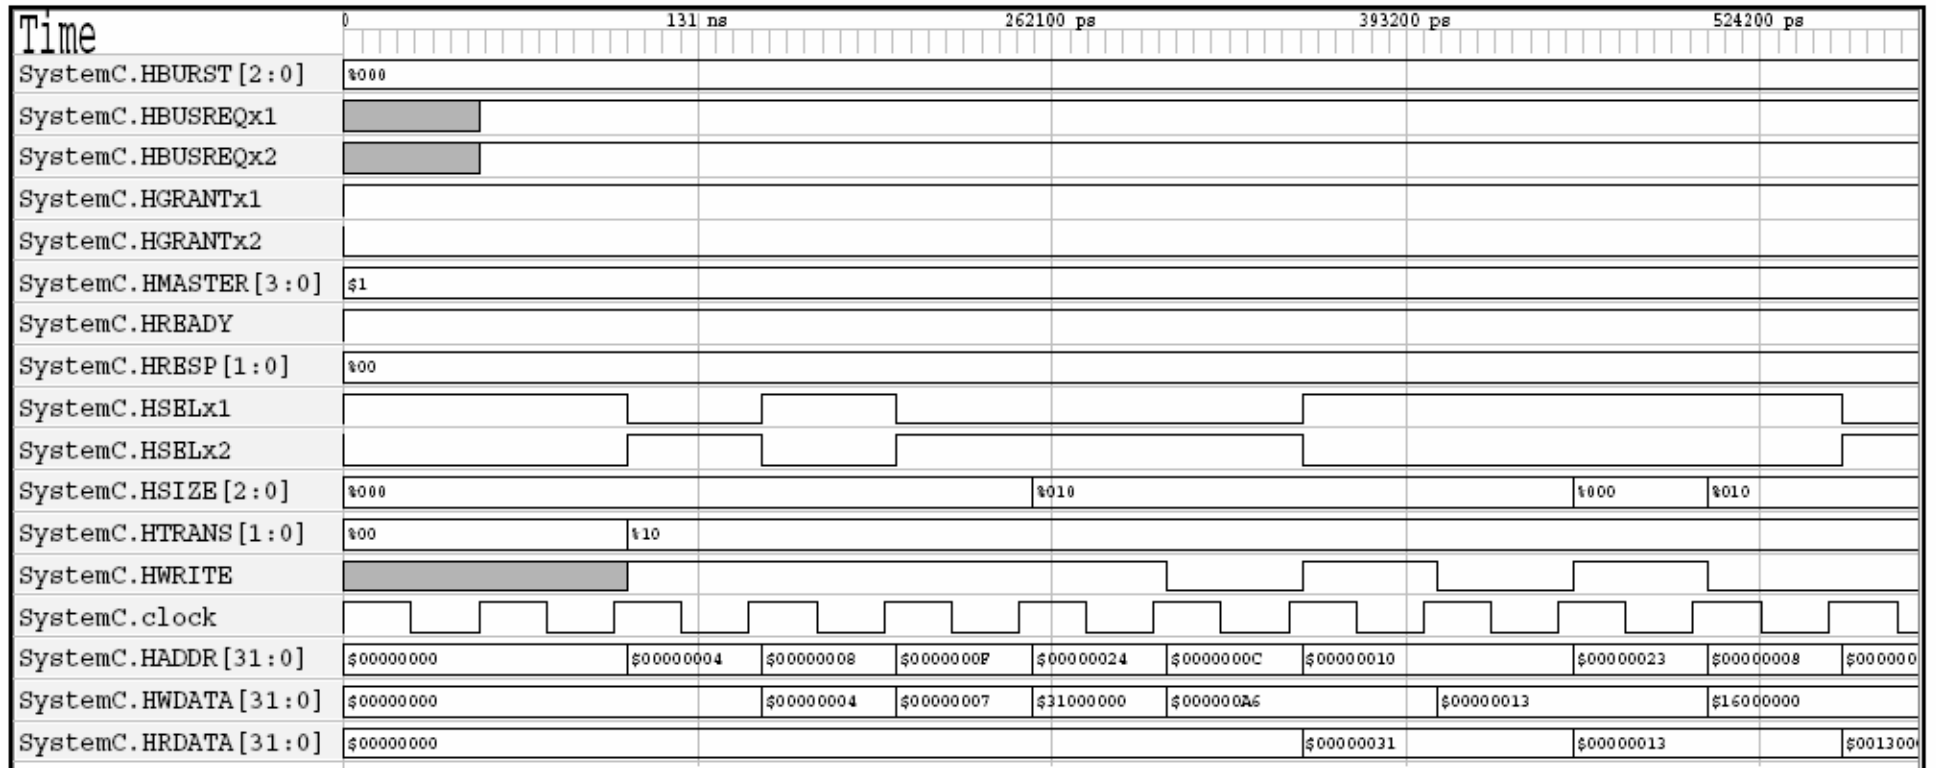 Time 0 131 ns 262100 ps 393200 ps 524200 ps
SystemC.HBURST[2:0] %000
SystemC.HBUSREQx1
SystemC.HBUSREQx2
SystemC.HGRANTx1
SystemC.HGRANTx2
SystemC.HMASTER[3:0] $1
SystemC.HREADY
SystemC.HRESP[1:0] %00
SystemC.HSELx1
SystemC.HSELx2
SystemC.HSIZE[2:0] %000 %010 %000 %010
SystemC.HTRANS[1:0] %00 %10
SystemC.HWRITE
SystemC.clock
SystemC.HADDR[31:0] $00000000 $00000004 $00000008 $0000000F $00000024 $0000000C $00000010 $00000023 $00000008 $000000
SystemC.HWDATA[31:0] $00000000 $00000004 $00000007 $31000000 $000000A6 $00000013 $16000000
SystemC.HRDATA[31:0] $00000000 $00000031 $00000013 $001300